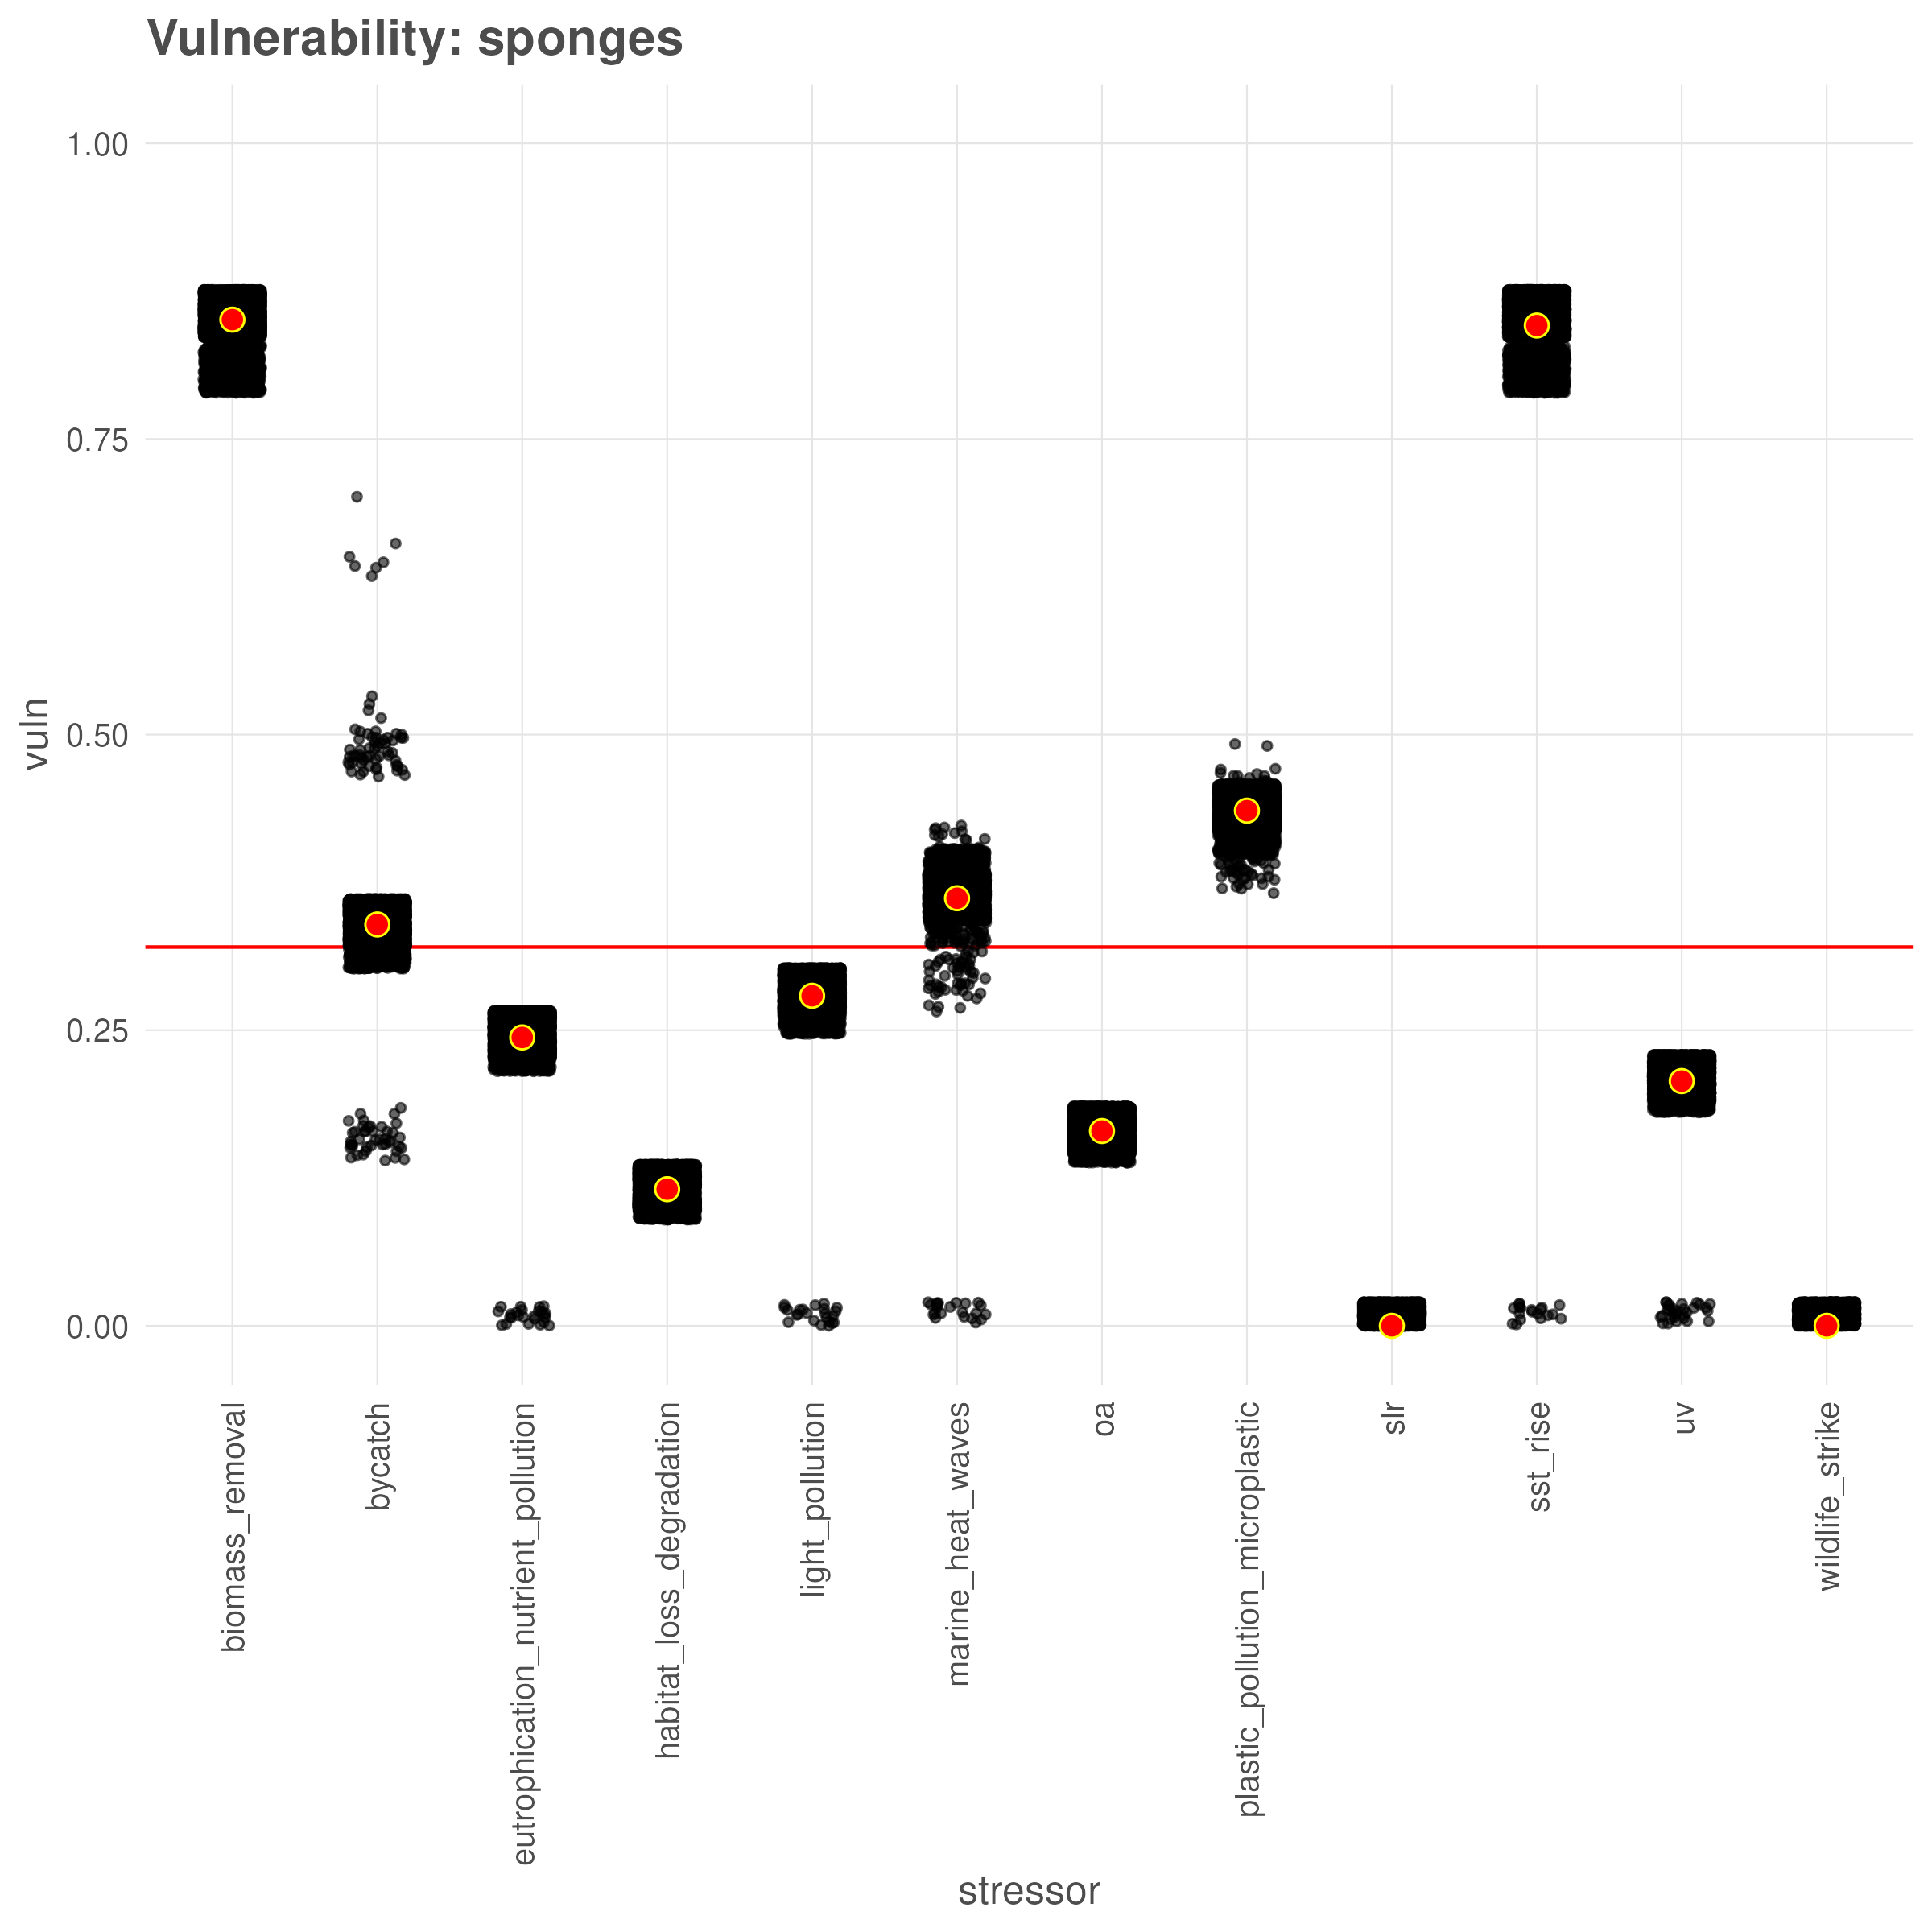 Vulnerability: sponges
1.00
0.75
0.50
0.25
0.00
vuln
biomass_removal
bycatch
eutrophication_nutrient_pollution
habitat_loss_degradation
light_pollution
marine_heat_waves
oa
plastic_pollution_microplastic
slr
sst_rise
uv
wildlife_strike
stressor